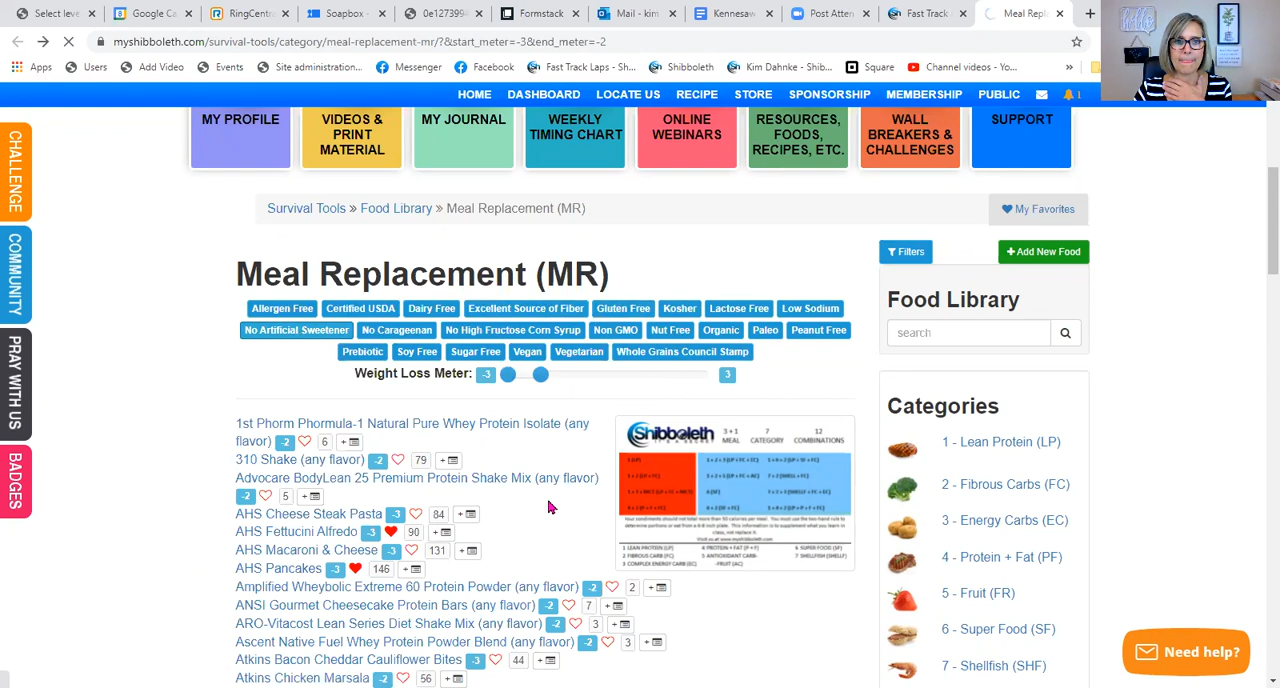 Select leve
Google Ca
RingCentr
Soapbox -
0e127399
Formstack
Mail - kim
Kennesaw
Post Atten
Fast Track
Meal Rep
myshibboleth.com/survival-tools/category/meal-replacement-mr/?&start_meter=-3&end_meter=-2
Apps Users Add Video Events Site administration... Messenger Facebook Fast Track Laps - Sh... Shibboleth Kim Dahnke - Shib... Square Channel videos - Yo... »
hello
HOME DASHBOARD LOCATE US RECIPE STORE SPONSORSHIP MEMBERSHIP PUBLIC 1
MY PROFILE
VIDEOS &
PRINT
MATERIAL
MY JOURNAL
WEEKLY
TIMING CHART
ONLINE
WEBINARS
RESOURCES,
FOODS,
RECIPES, ETC.
WALL
BREAKERS &
CHALLENGES
SUPPORT
CHALLENGE
COMMUNITY
PRAY WITH US
BADGES
Survival Tools » Food Library » Meal Replacement (MR)
My Favorites
Meal Replacement (MR)
Allergen Free Certified USDA Dairy Free Excellent Source of Fiber Gluten Free Kosher Lactose Free Low Sodium
No Artificial Sweetener No Carageenan No High Fructose Corn Syrup Non GMO Nut Free Organic Paleo Peanut Free
Prebiotic Soy Free Sugar Free Vegan Vegetarian Whole Grains Council Stamp
Weight Loss Meter: -3 3
1st Phorm Phormula-1 Natural Pure Whey Protein Isolate (any
flavor) -2 6 +
310 Shake (any flavor) -2 79 +
Advocare BodyLean 25 Premium Protein Shake Mix (any flavor)
-2 5 +
AHS Cheese Steak Pasta -3 84 +
AHS Fettucini Alfredo -3 90 +
AHS Macaroni & Cheese -3 131 +
AHS Pancakes -3 146 +
Amplified Wheybolic Extreme 60 Protein Powder (any flavor) -2 2 +
ANSI Gourmet Cheesecake Protein Bars (any flavor) -2 7 +
ARO-Vitacost Lean Series Diet Shake Mix (any flavor) -2 3 +
Ascent Native Fuel Whey Protein Powder Blend (any flavor) -2 3 +
Atkins Bacon Cheddar Cauliflower Bites -3 44 +
Atkins Chicken Marsala -2 56 +
Shibboleth
3 + 1
MEAL
7
CATEGORY
12
COMBINATIONS
Filters
+ Add New Food
Food Library
search
Categories
1 - Lean Protein (LP)
2 - Fibrous Carbs (FC)
3 - Energy Carbs (EC)
4 - Protein + Fat (PF)
5 - Fruit (FR)
6 - Super Food (SF)
7 - Shellfish (SHF)
Need help?